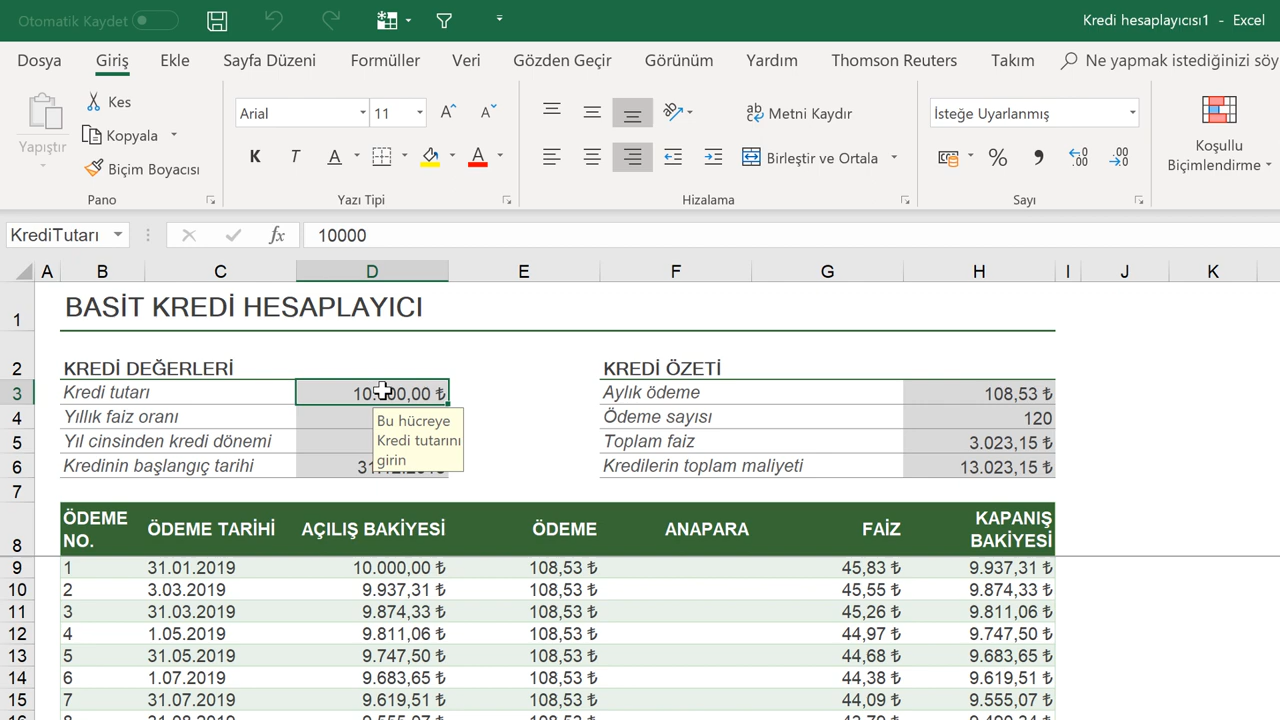 Otomatik Kaydet
Kredi hesaplayıcısı1 - Excel
Dosya Giriş Ekle Sayfa Düzeni Formüller Veri Gözden Geçir Görünüm Yardım Thomson Reuters Takım Ne yapmak istediğinizi söy
Yapıştır
Kes
Kopyala
Biçim Boyacısı
Pano
Arial 11
K T A A
Yazı Tipi
Metni Kaydır
Birleştir ve Ortala
Hizalama
İsteğe Uyarlanmış
%
Sayı
Koşullu
Biçimlendirme
KrediTutarı fx 10000
A B C D E F G H I J K
1 BASİT KREDİ HESAPLAYICI
2 KREDİ DEĞERLERİ KREDİ ÖZETİ
3 Kredi tutarı Aylık ödeme 108,53 ₺
4 Yıllık faiz oranı Ödeme sayısı 120
5 Yıl cinsinden kredi dönemi Toplam faiz 3.023,15 ₺
6 Kredinin başlangıç tarihi Kredilerin toplam maliyeti 13.023,15 ₺
Bu hücreye
Kredi tutarını
girin
7
8 ÖDEME NO. ÖDEME TARİHİ AÇILIŞ BAKİYESİ ÖDEME ANAPARA FAİZ KAPANIŞ BAKİYESİ
9 1 31.01.2019 10.000,00 ₺ 108,53 ₺ 45,83 ₺ 9.937,31 ₺
10 2 3.03.2019 9.937,31 ₺ 108,53 ₺ 45,55 ₺ 9.874,33 ₺
11 3 31.03.2019 9.874,33 ₺ 108,53 ₺ 45,26 ₺ 9.811,06 ₺
12 4 1.05.2019 9.811,06 ₺ 108,53 ₺ 44,97 ₺ 9.747,50 ₺
13 5 31.05.2019 9.747,50 ₺ 108,53 ₺ 44,68 ₺ 9.683,65 ₺
14 6 1.07.2019 9.683,65 ₺ 108,53 ₺ 44,38 ₺ 9.619,51 ₺
15 7 31.07.2019 9.619,51 ₺ 108,53 ₺ 44,09 ₺ 9.555,07 ₺